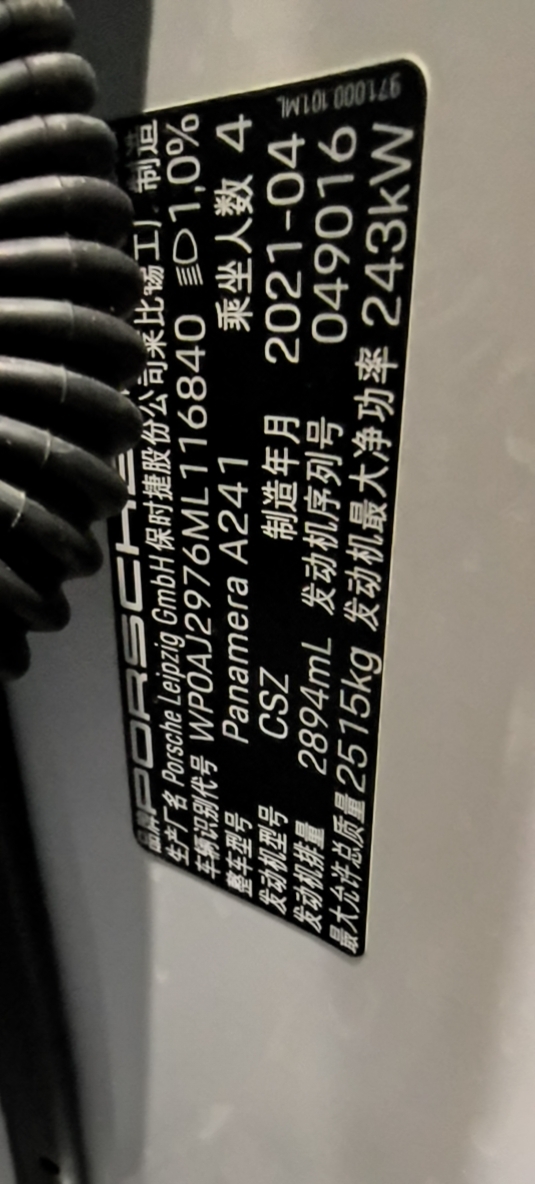 品牌 PORSCHE
生产厂名 Porsche Leipzig GmbH 保时捷股份公司莱比锡工厂 制造
车辆识别代号 WP0AJ2976ML116840 1,0%
整车型号 Panamera A241 乘坐人数 4
发动机型号 CSZ 制造年月 2021-04
发动机排量 2894mL 发动机序列号 049016
最大允许总质量 2515kg 发动机最大净功率 243kW
971.000.101.ML